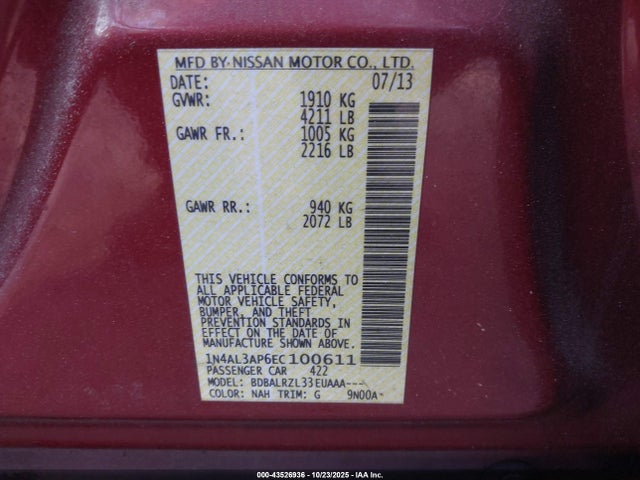 MFD BY NISSAN MOTOR CO., LTD.
DATE: 07/13
GVWR: 1910 KG
4211 LB
GAWR FR.: 1005 KG
2216 LB
GAWR RR.: 940 KG
2072 LB
THIS VEHICLE CONFORMS TO
ALL APPLICABLE FEDERAL
MOTOR VEHICLE SAFETY,
BUMPER, AND THEFT
PREVENTION STANDARDS IN
EFFECT ON THE DATE OF
MANUFACTURE SHOWN ABOVE.
1N4AL3AP6EC100611
PASSENGER CAR 422
MODEL: BDBALRZL33EUAAA---
COLOR: NAH TRIM: G 9N00A
000-43526936 - 10/23/2025 - IAA Inc.